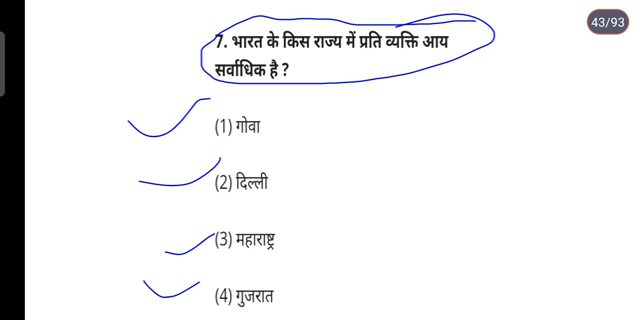 43/93
7. भारत के किस राज्य में प्रति व्यक्ति आय
सर्वाधिक है ?
(1) गोवा
(2) दिल्ली
(3) महाराष्ट्र
(4) गुजरात